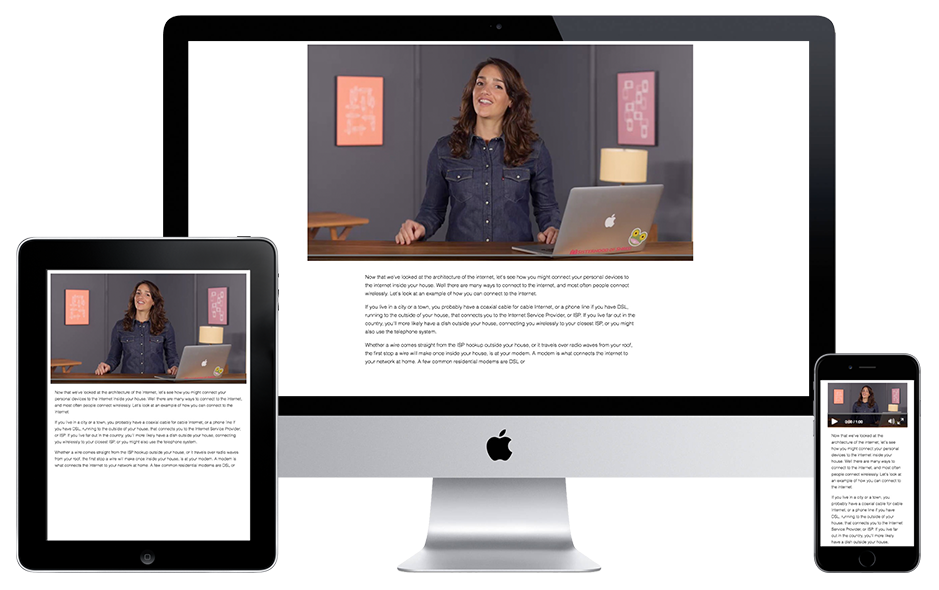 Now that we've looked at the architecture of the internet, let's see how you might connect your personal devices to
the internet inside your house. Well there are many ways to connect to the internet, and most often people connect
wirelessly. Let's look at an example of how you can connect to the internet.
If you live in a city or a town, you probably have a coaxial cable for cable Internet, or a phone line if you have DSL,
running to the outside of your house, that connects you to the Internet Service Provider, or ISP. If you live far out in the
country, you'll more likely have a dish outside your house, connecting you wirelessly to your closest ISP, or you might
also use the telephone system.
Whether a wire comes straight from the ISP hookup outside your house, or it travels over radio waves from your roof,
the first stop a wire will make once inside your house, is at your modem. A modem is what connects the internet to
your network at home. A few common residential modems are DSL or
Now that we've looked at the architecture of the internet, let's see how you might connect your
personal devices to the internet inside your house. Well there are many ways to connect to the internet,
and most often people connect wirelessly. Let's look at an example of how you can connect to the
internet.
If you live in a city or a town, you probably have a coaxial cable for cable Internet, or a phone line if
you have DSL, running to the outside of your house, that connects you to the Internet Service Provider,
or ISP. If you live far out in the country, you'll more likely have a dish outside your house, connecting
you wirelessly to your closest ISP, or you might also use the telephone system.
Whether a wire comes straight from the ISP hookup outside your house, or it travels over radio waves
from your roof, the first stop a wire will make once inside your house, is at your modem. A modem is
what connects the internet to your network at home. A few common residential modems are DSL or
0:05 / 1:00
Now that we've looked at the
architecture of the internet, let's
see how you might connect your
personal devices to the internet
inside your house. Well there are
many ways to connect to the
internet, and most often people
connect wirelessly. Let's look at
an example of how you can
connect to the internet.
If you live in a city or a town, you
probably have a coaxial cable for cable
Internet, or a phone line if you have
DSL, running to the outside of your
house, that connects you to the Internet
Service Provider, or ISP. If you live far
out in the country, you'll more likely
have a dish outside your house,